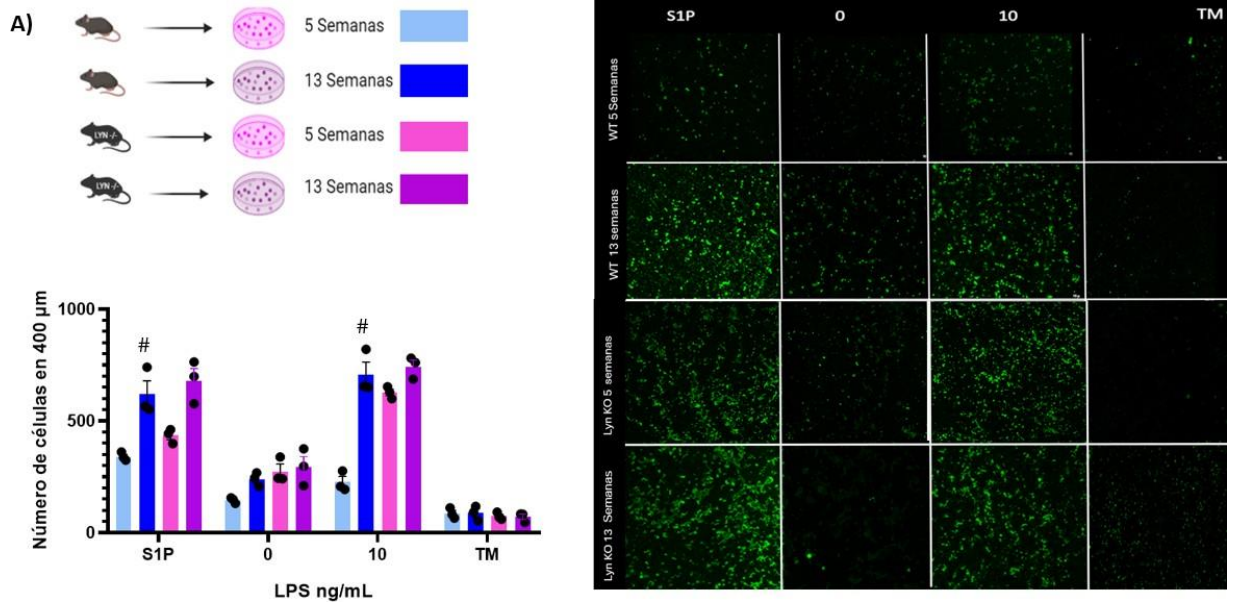 A)
5 Semanas
13 Semanas
LYN -/-
5 Semanas
LYN -/-
13 Semanas
Número de células en 400 µm
1000
500
0
#
#
S1P 0 10 TM
LPS ng/mL
S1P 0 10 TM
WT 5 Semanas
WT 13 semanas
Lyn KO 5 semanas
Lyn KO 13 Semanas